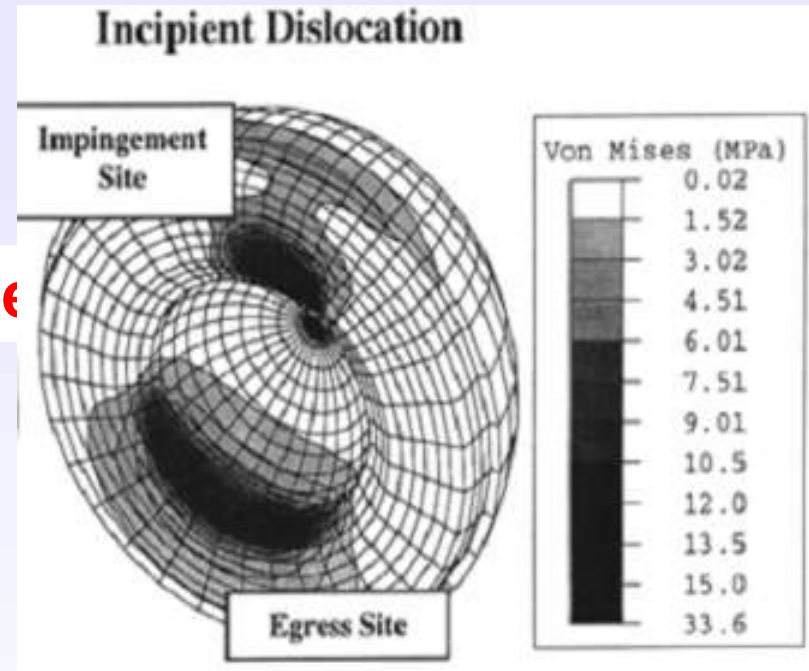 Incipient Dislocation
Impingement
Site
Von Mises (MPa)
0.02
1.52
3.02
4.51
6.01
7.51
9.01
10.5
12.0
13.5
15.0
33.6
e
Egress Site